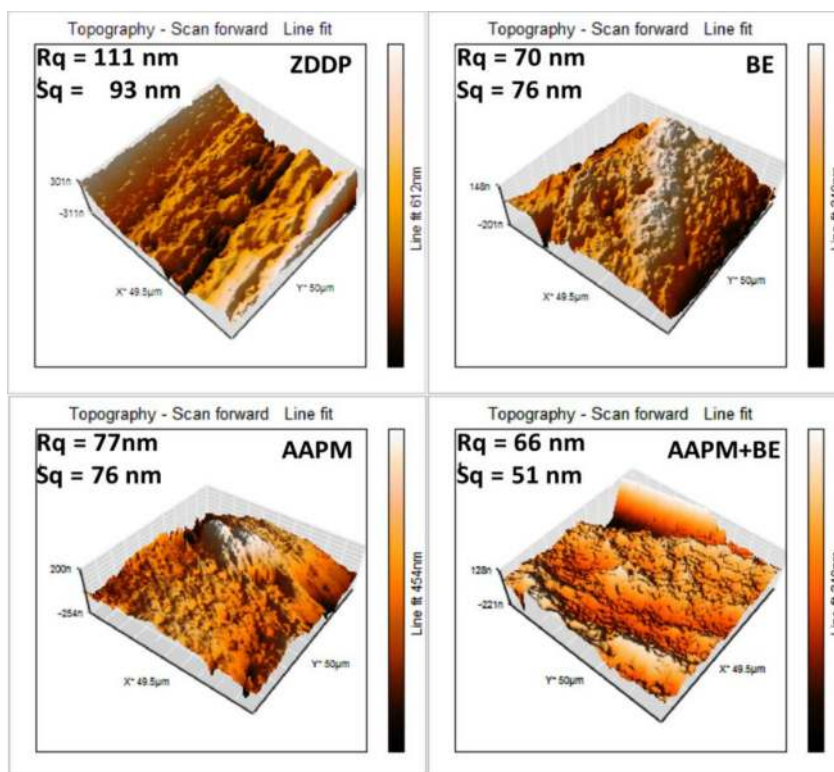 Topography - Scan forward Line fit
Rq = 111 nm
ZDDP
Sq = 93 nm
301n
-311n
X* 49.5µm
Y* 50µm
Line fit 612nm
Topography - Scan forward Line fit
Rq = 70 nm
BE
Sq = 76 nm
148n
-201n
X* 49.5µm
Y* 50µm
Topography - Scan forward Line fit
Rq = 77nm
AAPM
Sq = 76 nm
200n
-254n
X* 49.5µm
Y* 50µm
Line fit 454nm
Topography - Scan forward Line fit
Rq = 66 nm
AAPM+BE
Sq = 51 nm
128n
-221n
Y* 50µm
X* 49.5µm